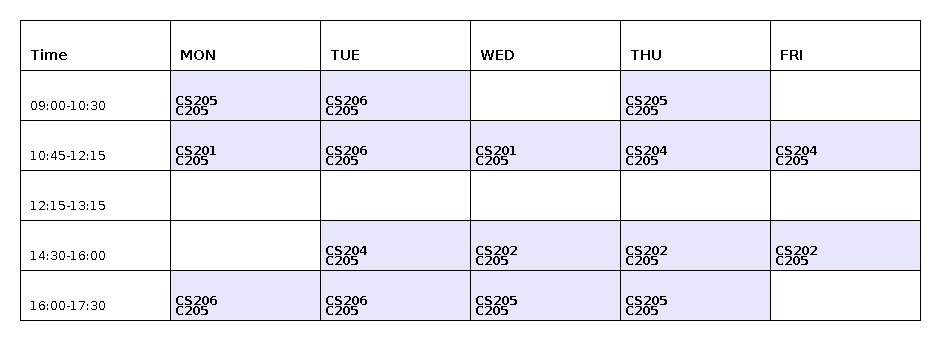 Time MON TUE WED THU FRI
09:00-10:30 CS205 CS206 CS205
C205 C205 C205
10:45-12:15 CS201 CS206 CS201 CS204 CS204
C205 C205 C205 C205 C205
12:15-13:15
14:30-16:00 CS204 CS202 CS202 CS202
C205 C205 C205 C205
16:00-17:30 CS206 CS206 CS205 CS205
C205 C205 C205 C205